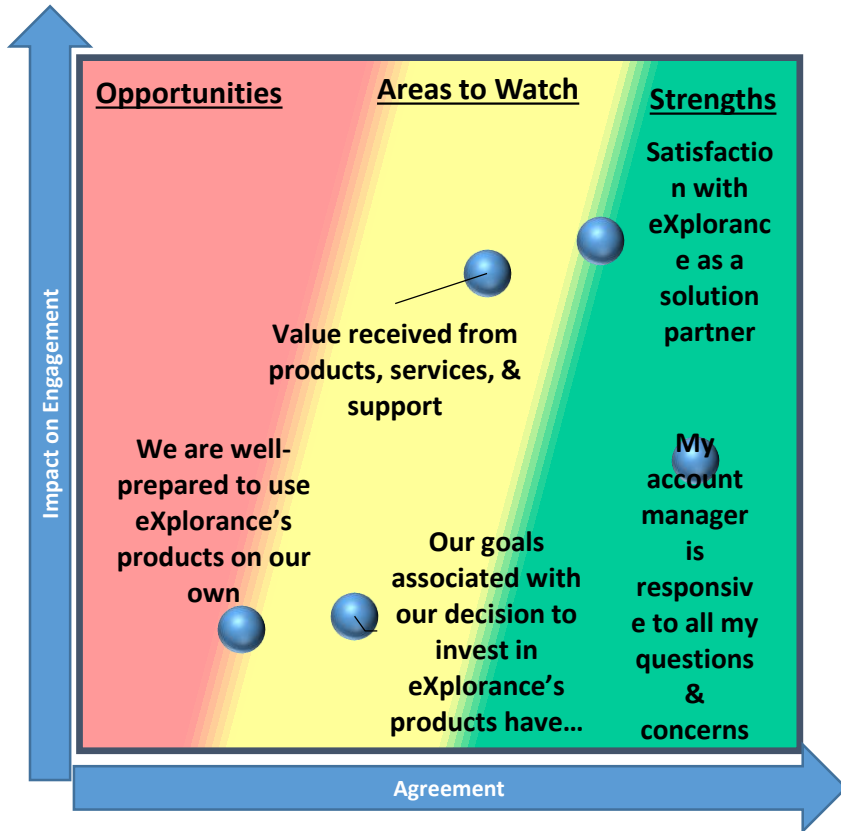 Opportunities
Areas to Watch
Strengths
Satisfactio
n with
eXploranc
e as a
solution
partner
Value received from
products, services, &
support
We are well-
prepared to use
eXplorance’s
products on our
own
Our goals
associated with
our decision to
invest in
eXplorance’s
products have…
My
account
manager
is
responsiv
e to all my
questions
&
concerns
Impact on Engagement
Agreement